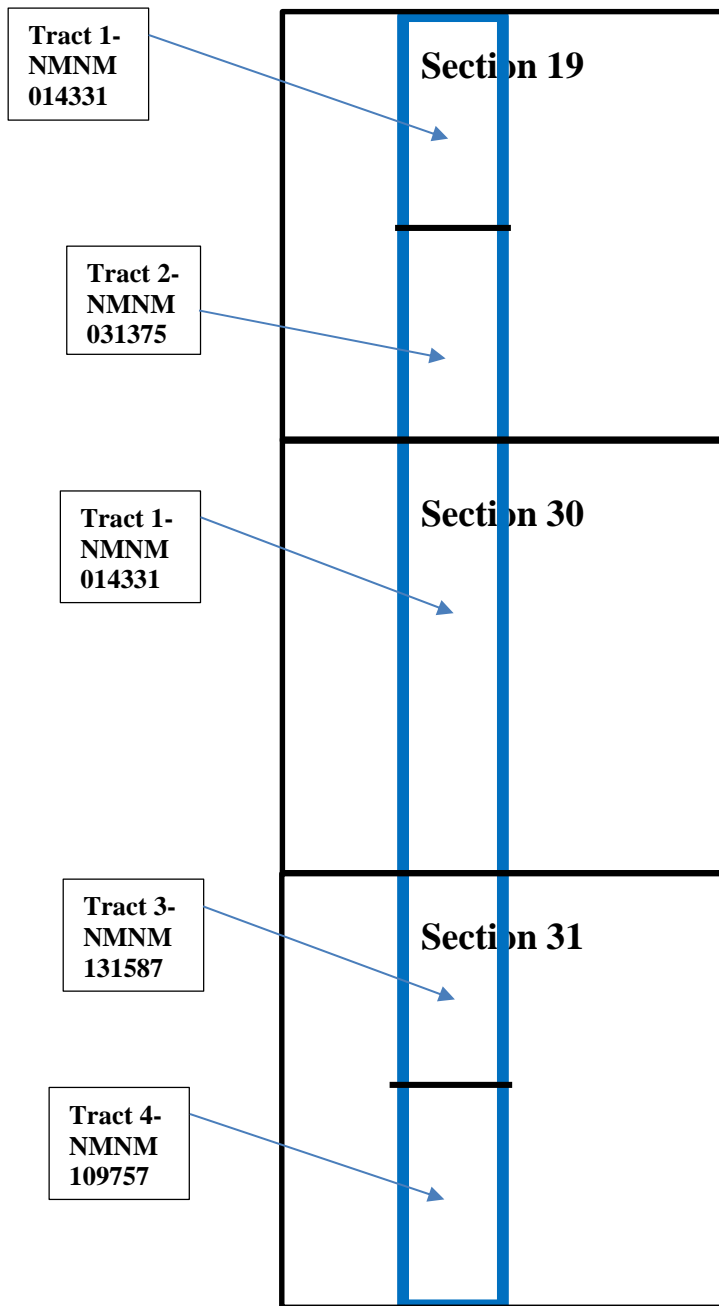 Tract 1-
NMNM
014331
Section 19
Tract 2-
NMNM
031375
Tract 1-
NMNM
014331
Section 30
Tract 3-
NMNM
131587
Section 31
Tract 4-
NMNM
109757